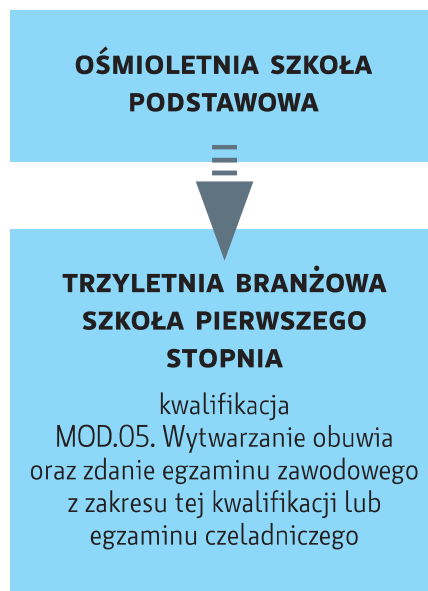 OŚMIOLETNIA SZKOŁA
PODSTAWOWA
TRZYLETNIA BRANŻOWA
SZKOŁA PIERWSZEGO
STOPNIA
kwalifikacja
MOD.05. Wytwarzanie obuwia
oraz zdanie egzaminu zawodowego
z zakresu tej kwalifikacji lub
egzaminu czeladniczego